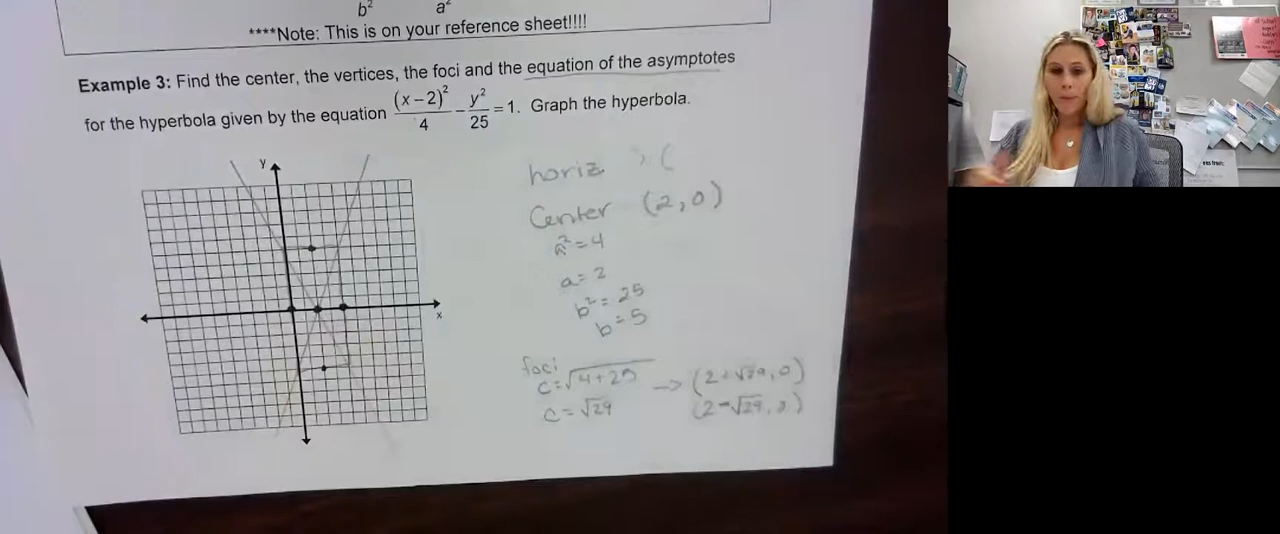 b² a²
****Note: This is on your reference sheet!!!!
Example 3: Find the center, the vertices, the foci and the equation of the asymptotes
for the hyperbola given by the equation (x-2)²/4 - y²/25 = 1. Graph the hyperbola.
y
x
horiz
Center (2,0)
a²=4
a=2
b²=25
b=5
foci
c=√4+25 → (2+√29,0)
c=√29 (2-√29,0)